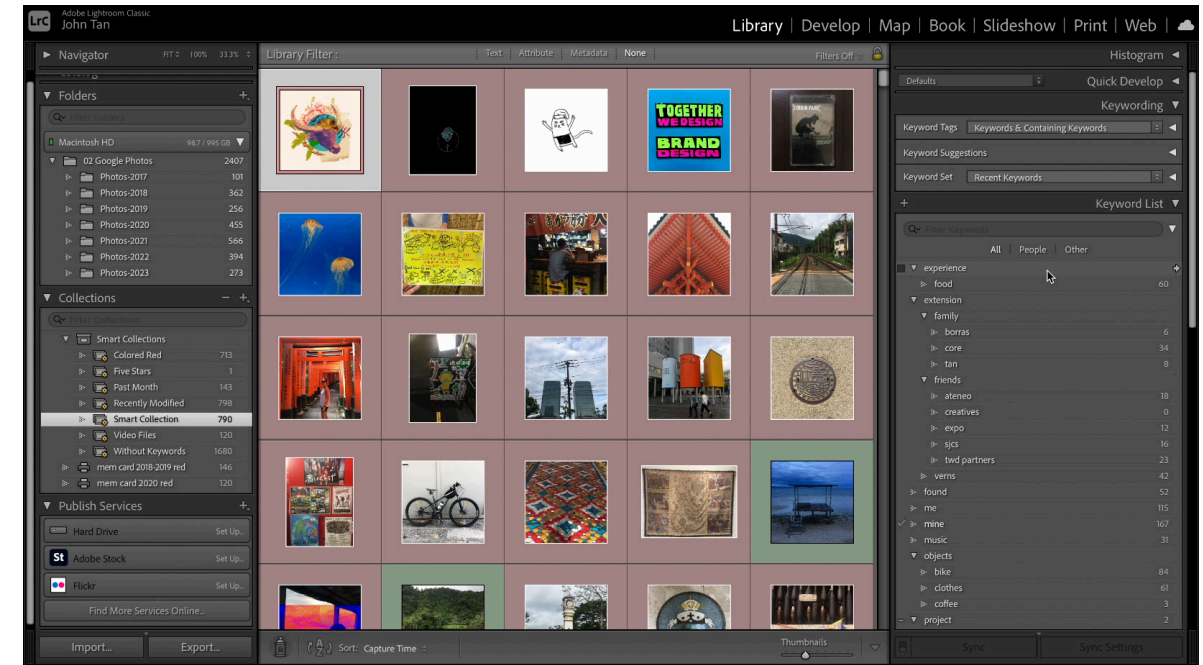 LrC
Adobe Lightroom Classic
John Tan
Library | Develop | Map | Book | Slideshow | Print | Web |
Navigator FIT 100% 33.3%
Folders
Filter Folders
Macintosh HD 98.7 / 995 GB
02 Google Photos 2407
Photos-2017 101
Photos-2018 362
Photos-2019 256
Photos-2020 455
Photos-2021 566
Photos-2022 394
Photos-2023 273
Collections
Filter Collections
Smart Collections
Colored Red 713
Five Stars 1
Past Month 143
Recently Modified 798
Smart Collection 790
Video Files 120
Without Keywords 1680
mem card 2018-2019 red 146
mem card 2020 red 120
Publish Services
Hard Drive Set Up...
St Adobe Stock Set Up...
Flickr Set Up...
Find More Services Online...
Import... Export...
Library Filter : Text | Attribute | Metadata | None | Filters Off
TOGETHER
WE DESIGN
BRAND
DESIGN
LINKIN PARK
Sort: Capture Time
Thumbnails
Histogram
Defaults Quick Develop
Keywording
Keyword Tags Keywords & Containing Keywords
Keyword Suggestions
Keyword Set Recent Keywords
Keyword List
Filter Keywords
All | People | Other
experience
food 60
extension
family
borras 6
core 34
tan 8
friends
ateneo 18
creatives 0
expo 12
sjcs 16
twd partners 23
verns 42
found 52
me 115
mine 167
music 31
objects
bike 84
clothes 61
coffee 3
project 2
Sync Sync Settings